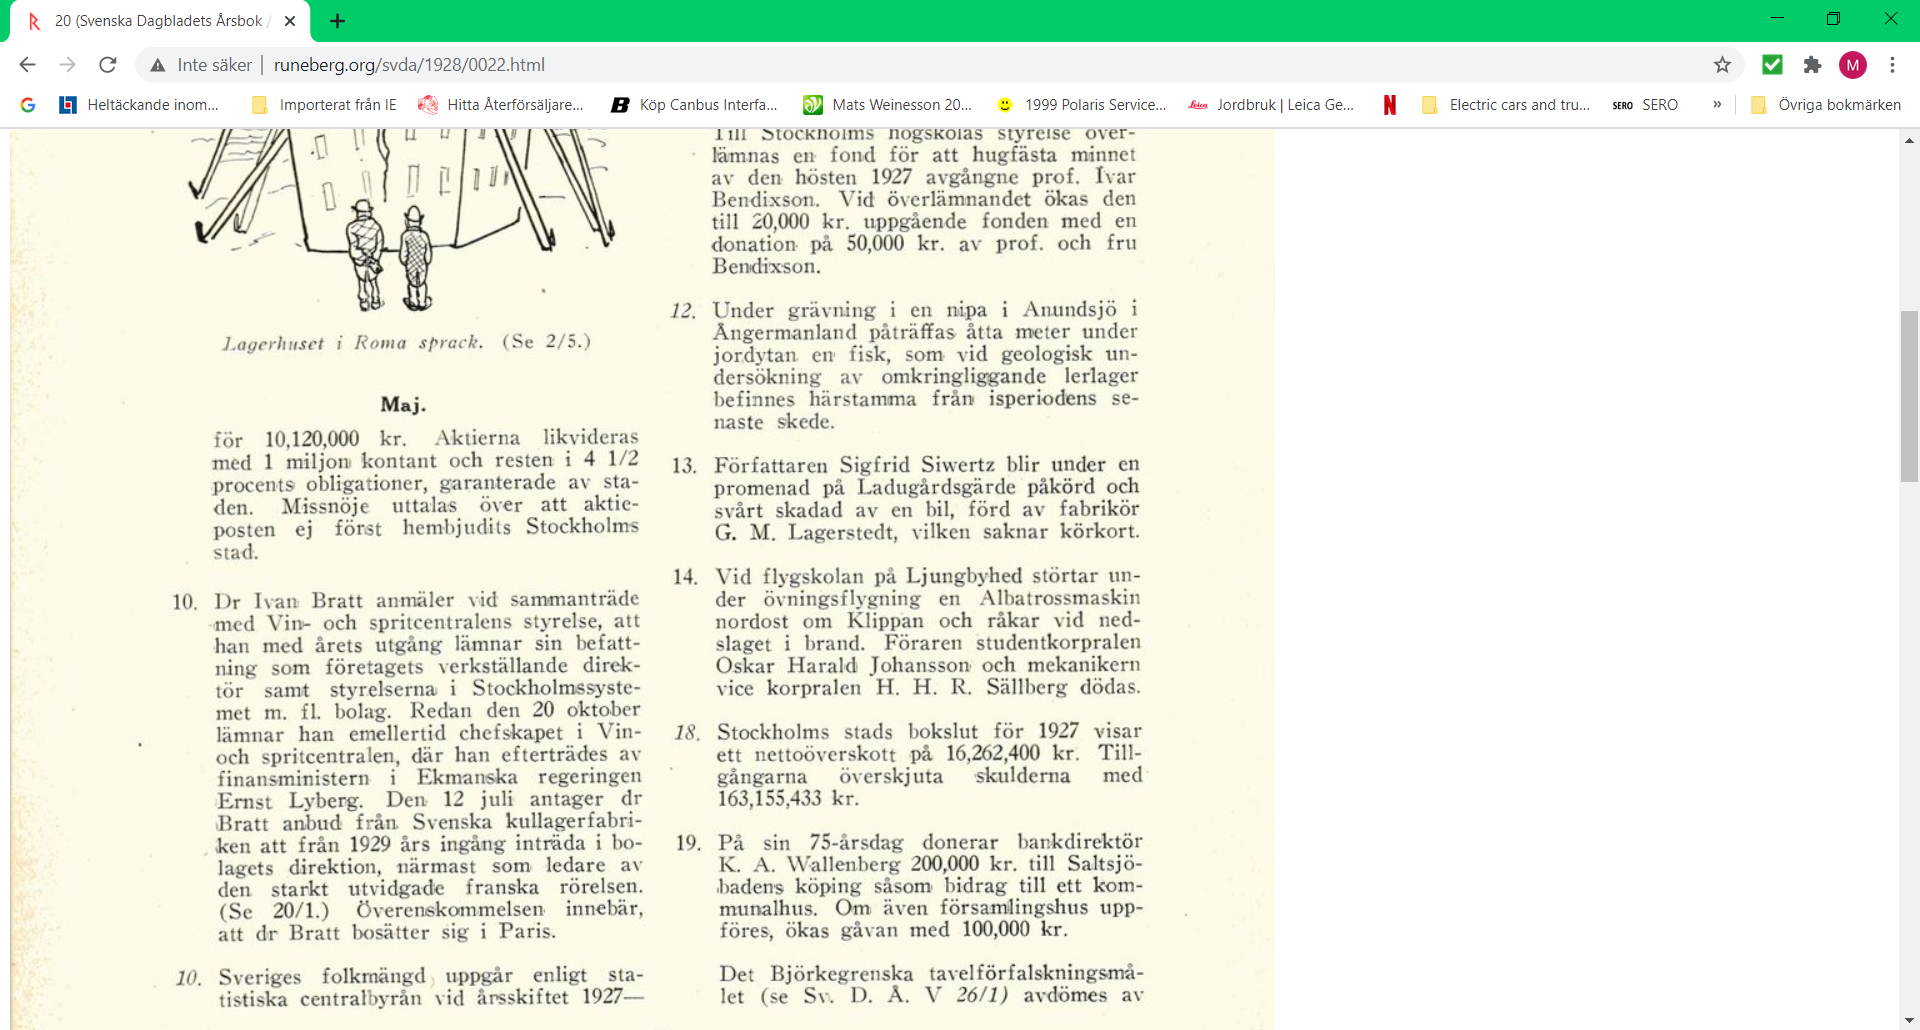 20 (Svenska Dagbladets Årsbok /
Inte säker | runeberg.org/svda/1928/0022.html
M
Heltäckande inom...
Importerat från IE
Hitta Återförsäljare...
Köp Canbus Interfa...
Mats Weinesson 20...
1999 Polaris Service...
Jordbruk | Leica Ge...
Electric cars and tru...
SERO
SERO
»
Övriga bokmärken
Lagerhuset i Roma sprack. (Se 2/5.)
Maj.
för 10,120,000 kr. Aktierna likvideras
med 1 miljon kontant och resten i 4 1/2
procents obligationer, garanterade av sta-
den. Missnöje uttalas över att aktie-
posten ej först hembjudits Stockholms
stad.
10. Dr Ivan Bratt anmäler vid sammanträde
med Vin- och spritcentralens styrelse, att
han med årets utgång lämnar sin befatt-
ning som företagets verkställande direk-
tör samt styrelserna i Stockholmssyste-
met m. fl. bolag. Redan den 20 oktober
lämnar han emellertid chefskapet i Vin-
och spritcentralen, där han efterträdes av
finansministern i Ekmanska regeringen
Ernst Lyberg. Den 12 juli antager dr
Bratt anbud från Svenska kullagerfabri-
ken att från 1929 års ingång inträda i bo-
lagets direktion, närmast som ledare av
den starkt utvidgade franska rörelsen.
(Se 20/1.) Överenskommelsen innebär,
att dr Bratt bosätter sig i Paris.
10. Sveriges folkmängd uppgår enligt sta-
tistiska centralbyrån vid årsskiftet 1927—
Till Stockholms högskolas styrelse över-
lämnas en fond för att hugfästa minnet
av den hösten 1927 avgångne prof. Ivar
Bendixson. Vid överlämnandet ökas den
till 20,000 kr. uppgående fonden med en
donation på 50,000 kr. av prof. och fru
Bendixson.
12. Under grävning i en nipa i Anundsjö i
Ångermanland påträffas åtta meter under
jordytan en fisk, som vid geologisk un-
dersökning av omkringliggande lerlager
befinnes härstamma från isperiodens se-
naste skede.
13. Författaren Sigfrid Siwertz blir under en
promenad på Ladugårdsgärde påkörd och
svårt skadad av en bil, förd av fabrikör
G. M. Lagerstedt, vilken saknar körkort.
14. Vid flygskolan på Ljungbyhed störtar un-
der övningsflygning en Albatrossmaskin
nordost om Klippan och råkar vid ned-
slaget i brand. Föraren studentkorpralen
Oskar Harald Johansson och mekanikern
vice korpralen H. H. R. Sällberg dödas.
18. Stockholms stads bokslut för 1927 visar
ett nettoöverskott på 16,262,400 kr. Till-
gångarna överskjuta skulderna med
163,155,433 kr.
19. På sin 75-årsdag donerar bankdirektör
K. A. Wallenberg 200,000 kr. till Saltsjö-
badens köping såsom bidrag till ett kom-
munalhus. Om även församlingshus upp-
föres, ökas gåvan med 100,000 kr.
Det Björkegrenska tavelförfalskningsmå-
let (se Sv. D. Å. V 26/1) avdömes av